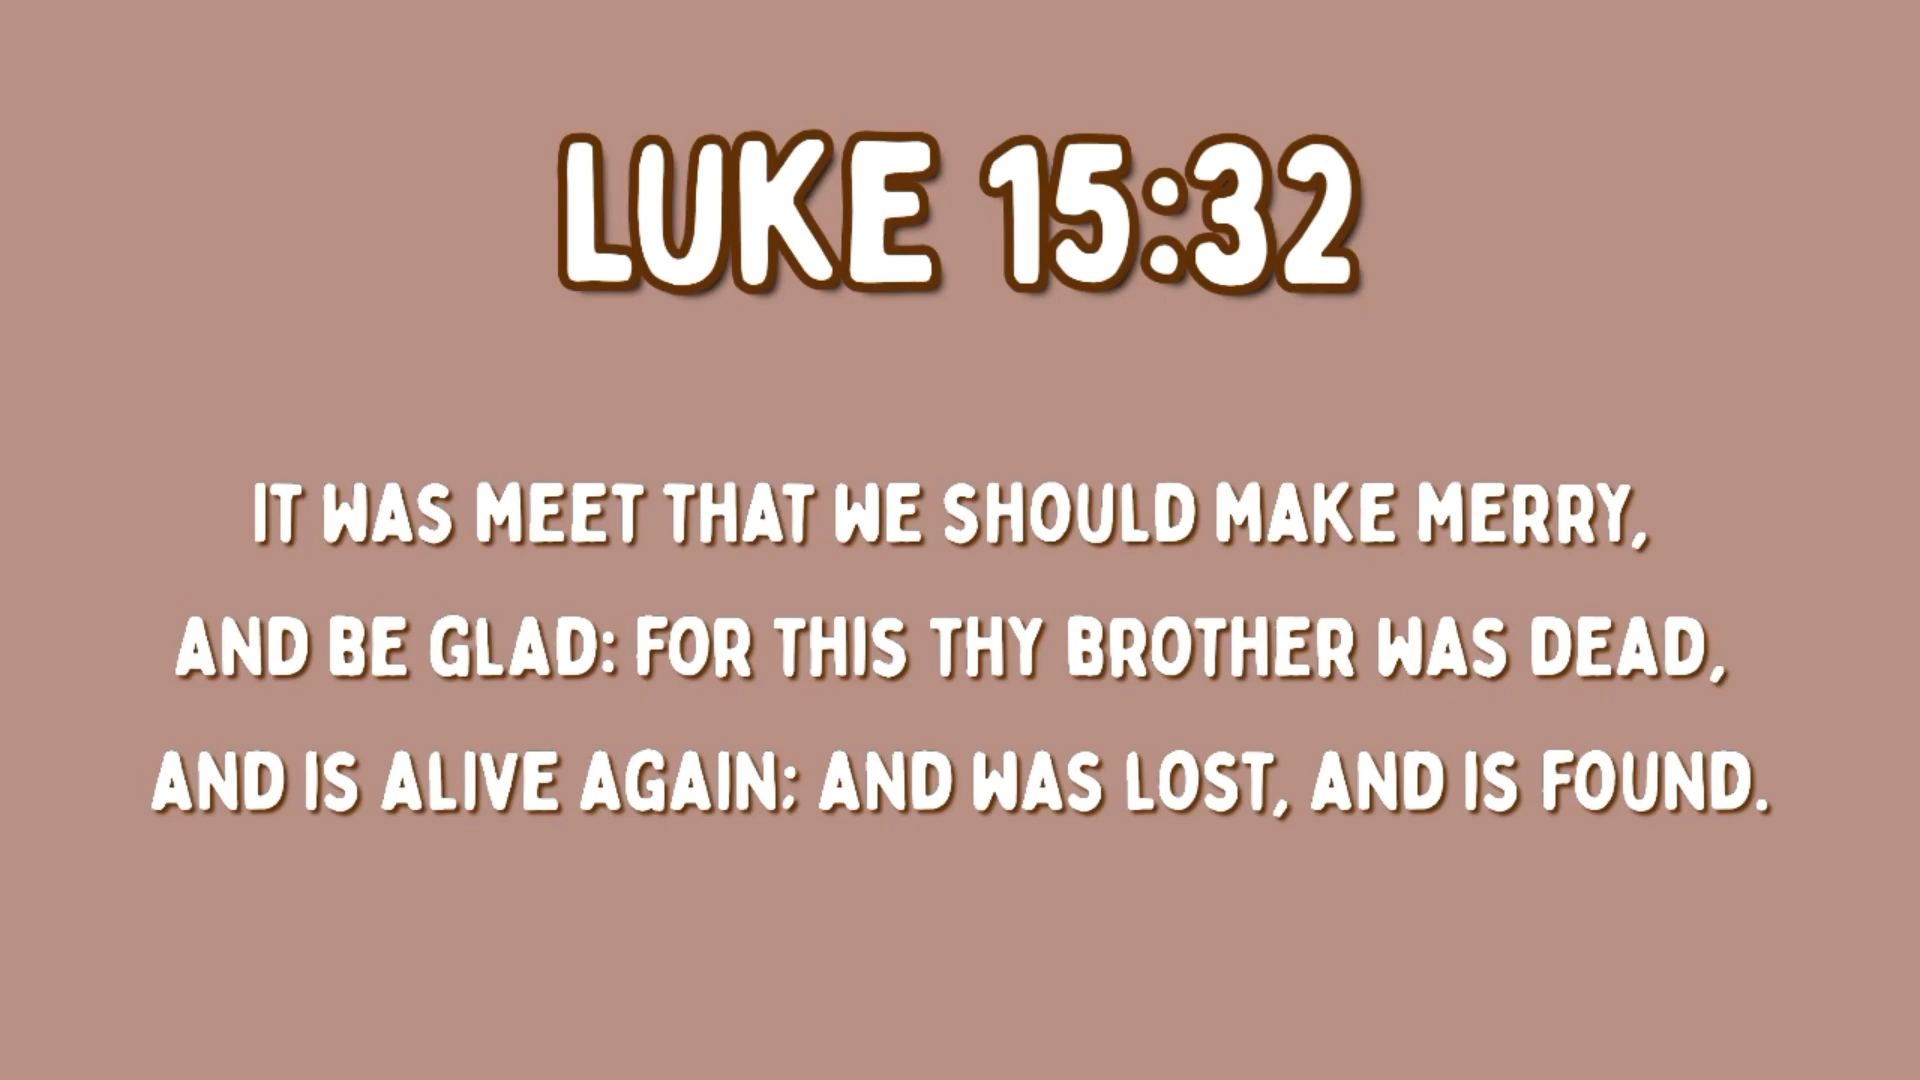 LUKE 15:32
IT WAS MEET THAT WE SHOULD MAKE MERRY,
AND BE GLAD: FOR THIS THY BROTHER WAS DEAD,
AND IS ALIVE AGAIN; AND WAS LOST, AND IS FOUND.